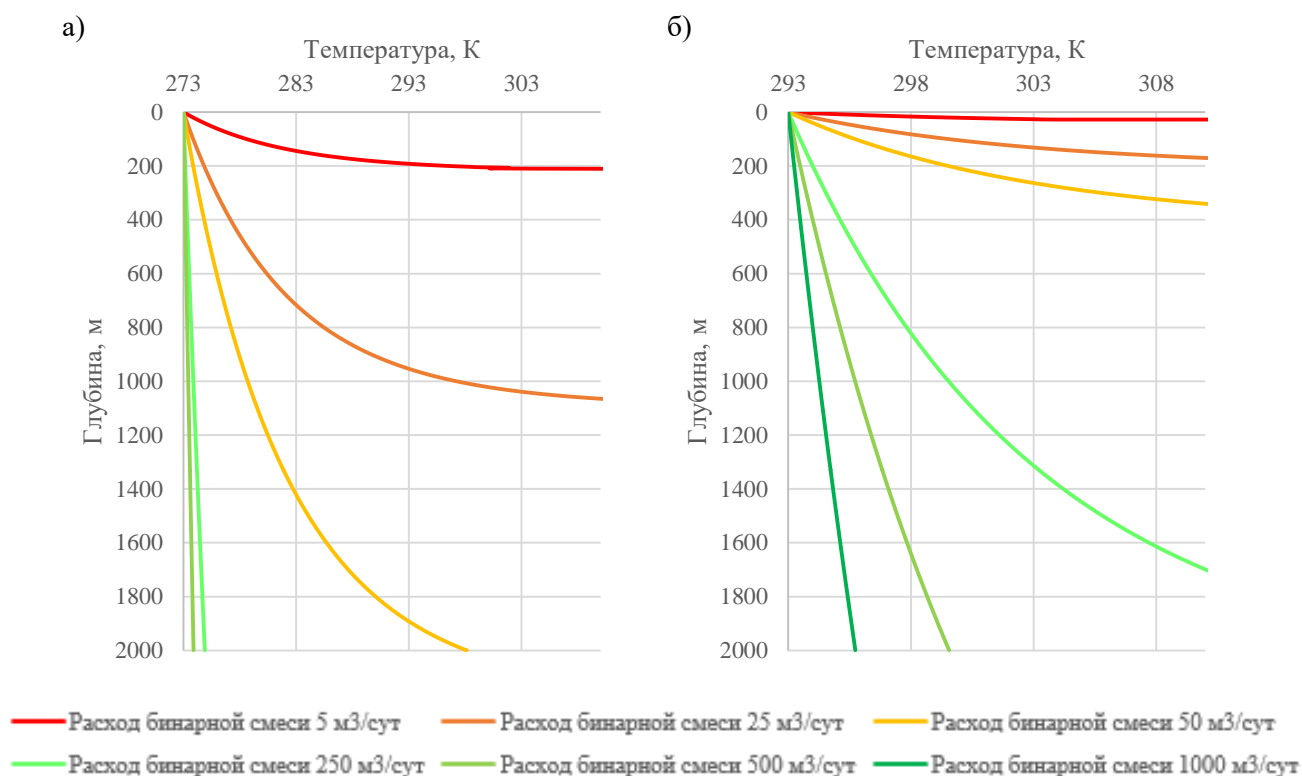 а)
Температура, К
273 283 293 303
0
200
400
600
800
1000
1200
1400
1600
1800
2000
Глубина, м
б)
Температура, К
293 298 303 308
0
200
400
600
800
1000
1200
1400
1600
1800
2000
Глубина, м
Расход бинарной смеси 5 м3/сут Расход бинарной смеси 25 м3/сут Расход бинарной смеси 50 м3/сут
Расход бинарной смеси 250 м3/сут Расход бинарной смеси 500 м3/сут Расход бинарной смеси 1000 м3/сут